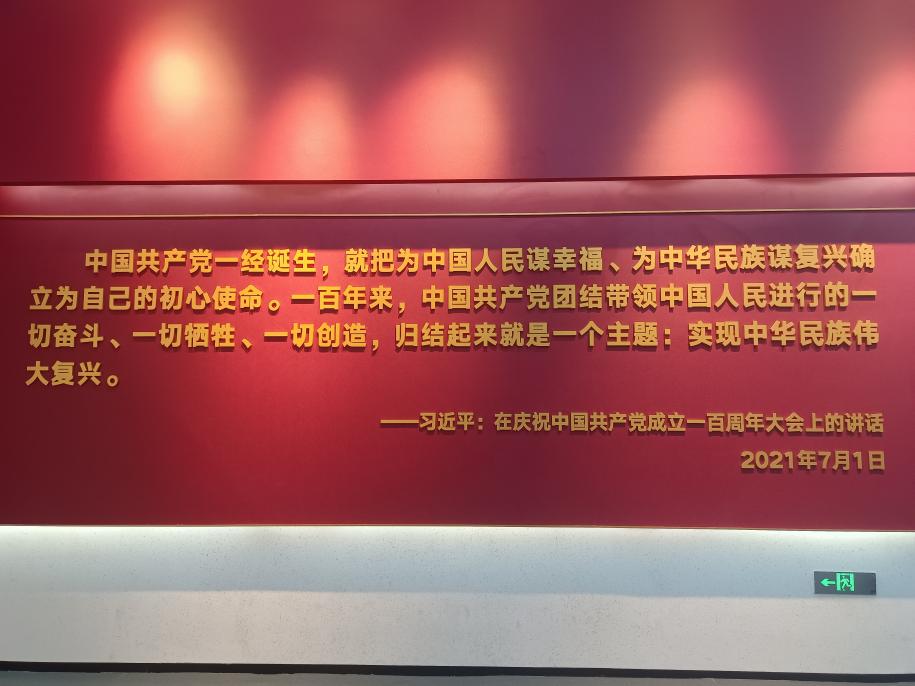 中国共产党一经诞生，就把为中国人民谋幸福、为中华民族谋复兴确
立为自己的初心使命。一百年来，中国共产党团结带领中国人民进行的一
切奋斗、一切牺牲、一切创造，归结起来就是一个主题：实现中华民族伟
大复兴。
——习近平：在庆祝中国共产党成立一百周年大会上的讲话
2021年7月1日